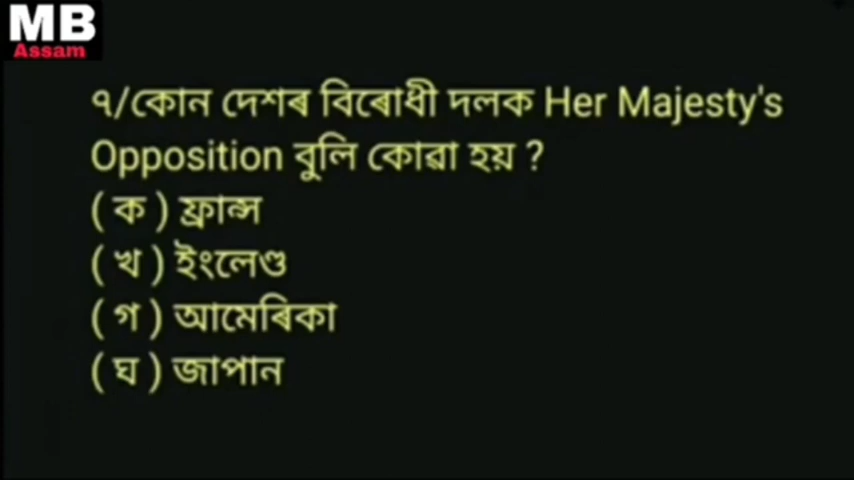 MB
Assam
৭/কোন দেশৰ বিৰোধী দলক Her Majesty's
Opposition বুলি কোৱা হয় ?
( ক ) ফ্ৰান্স
( খ ) ইংলেণ্ড
( গ ) আমেৰিকা
( ঘ ) জাপান